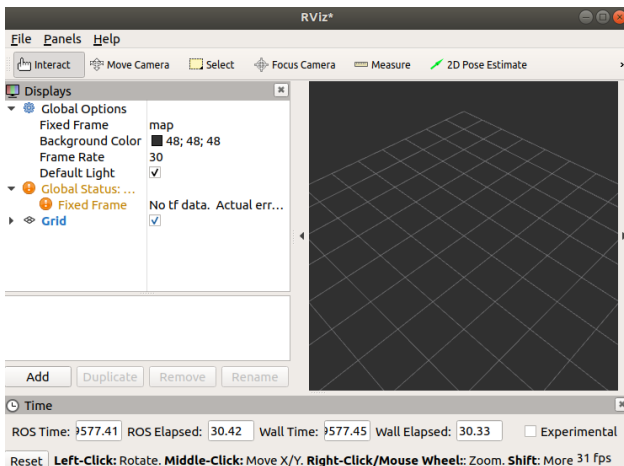 RViz*
File Panels Help
Interact Move Camera Select Focus Camera Measure 2D Pose Estimate »
Displays
Global Options
Fixed Frame map
Background Color 48; 48; 48
Frame Rate 30
Default Light
Global Status: ...
Fixed Frame No tf data. Actual err...
Grid
Add Duplicate Remove Rename
Time
ROS Time: 9577.41 ROS Elapsed: 30.42 Wall Time: 9577.45 Wall Elapsed: 30.33 Experimental
Reset Left-Click: Rotate. Middle-Click: Move X/Y. Right-Click/Mouse Wheel:: Zoom. Shift: More 31 fps